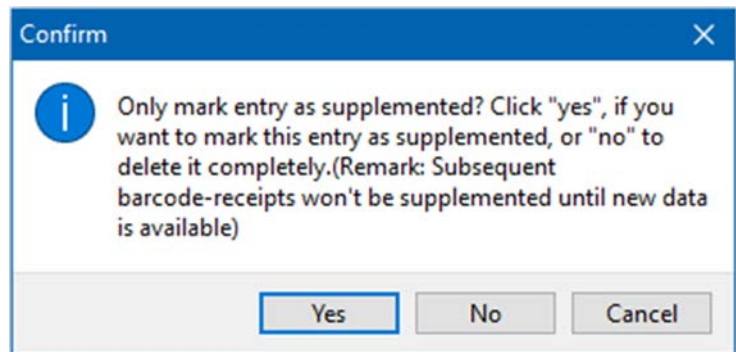 Confirm
Only mark entry as supplemented? Click "yes", if you
want to mark this entry as supplemented, or "no" to
delete it completely.(Remark: Subsequent
barcode-receipts won't be supplemented until new data
is available)
Yes No Cancel